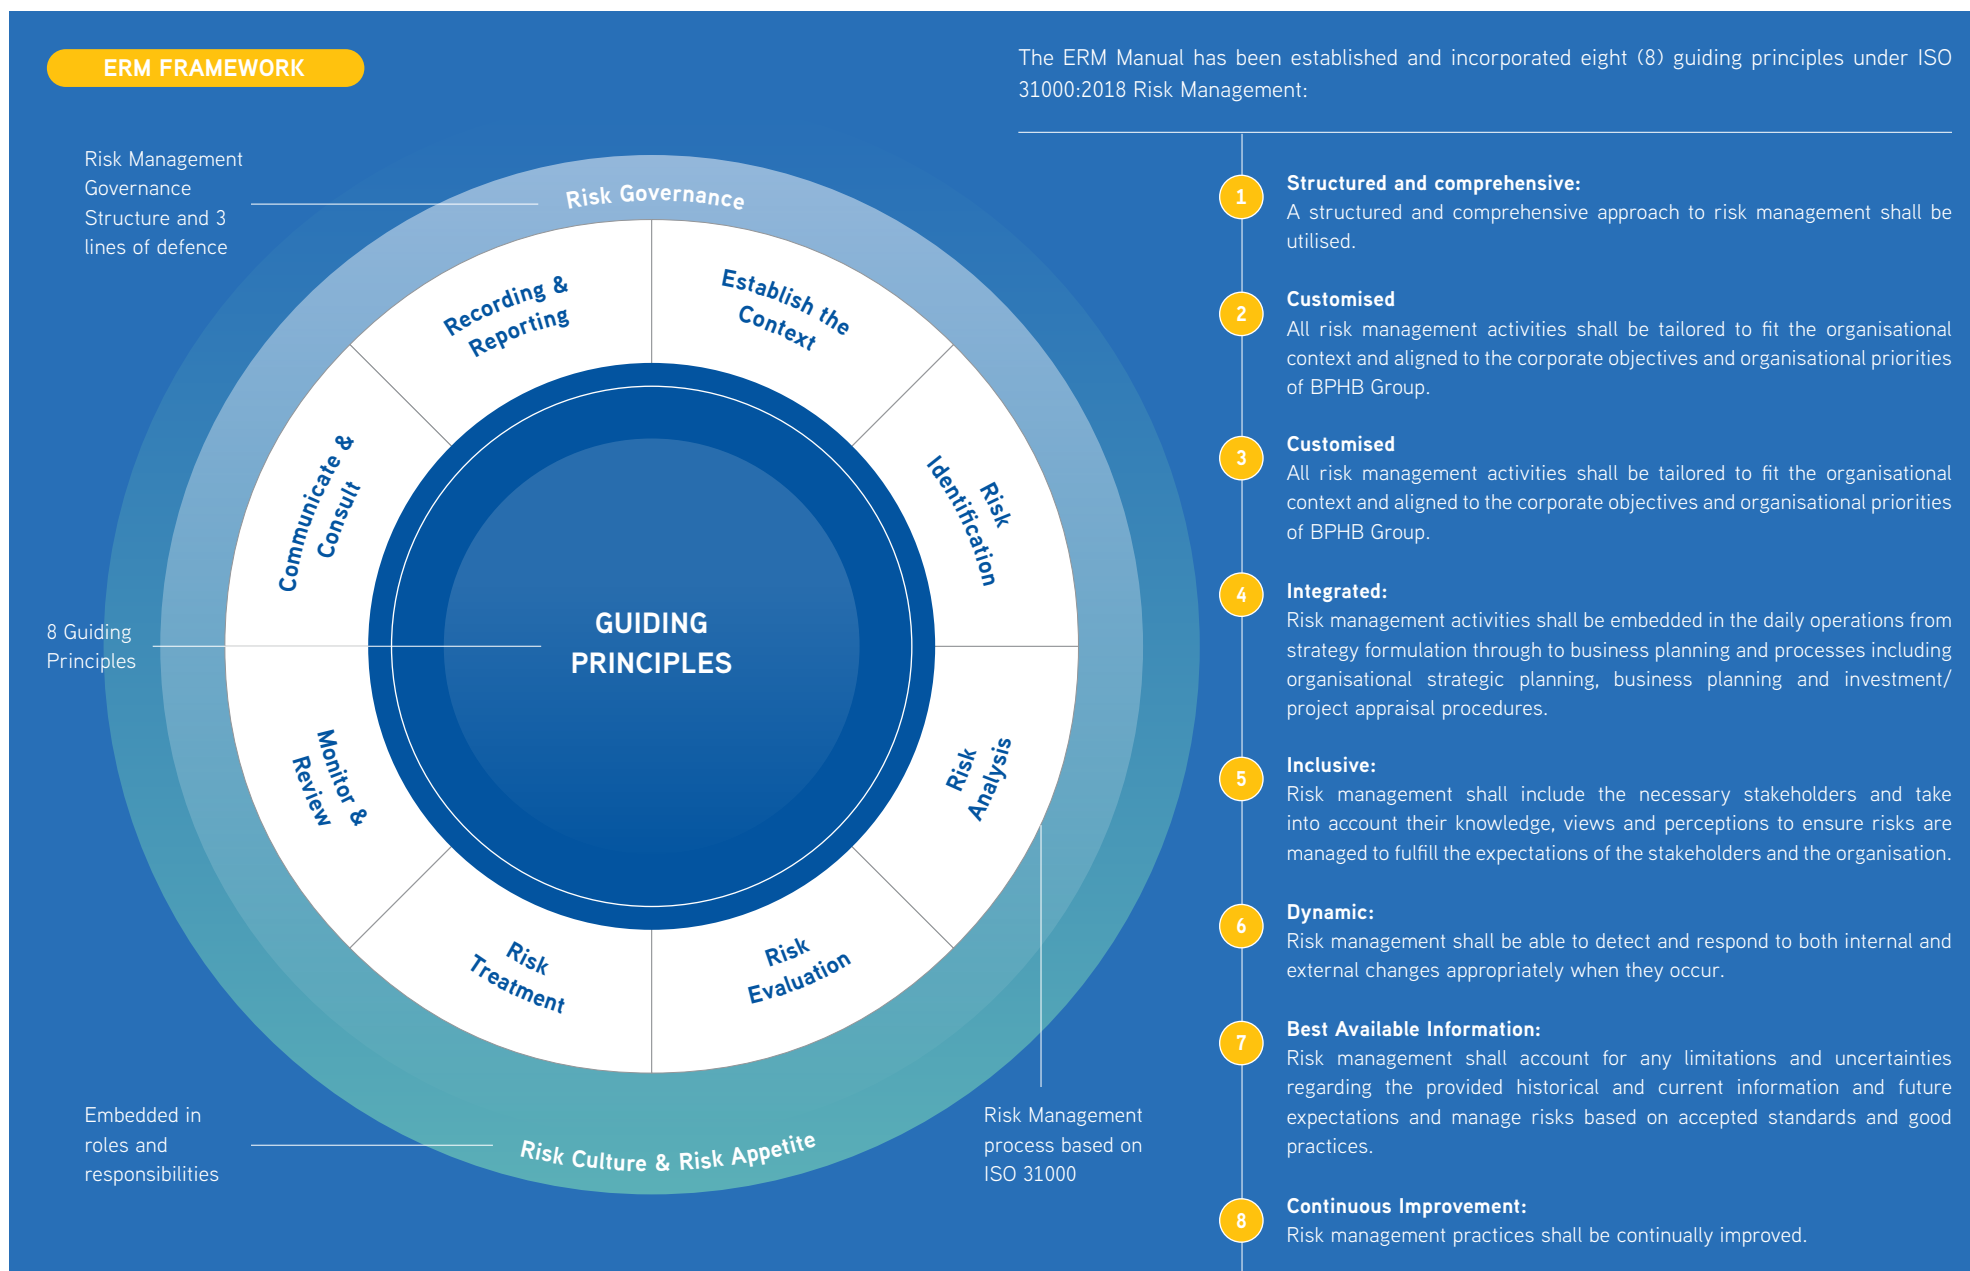 ERM FRAMEWORK
Risk Management
Governance
Structure and 3
lines of defence
8 Guiding
Principles
Embedded in
roles and
responsibilities
Risk Management
process based on
ISO 31000
Risk Governance
Establish the
Context
Risk
Identification
Risk
Analysis
Risk
Evaluation
Risk
Treatment
Monitor &
Review
Communicate &
Consult
Recording &
Reporting
GUIDING
PRINCIPLES
Risk Culture & Risk Appetite
The ERM Manual has been established and incorporated eight (8) guiding principles under ISO
31000:2018 Risk Management:
1
Structured and comprehensive:
A structured and comprehensive approach to risk management shall be
utilised.
2
Customised
All risk management activities shall be tailored to fit the organisational
context and aligned to the corporate objectives and organisational priorities
of BPHB Group.
3
Customised
All risk management activities shall be tailored to fit the organisational
context and aligned to the corporate objectives and organisational priorities
of BPHB Group.
4
Integrated:
Risk management activities shall be embedded in the daily operations from
strategy formulation through to business planning and processes including
organisational strategic planning, business planning and investment/
project appraisal procedures.
5
Inclusive:
Risk management shall include the necessary stakeholders and take
into account their knowledge, views and perceptions to ensure risks are
managed to fulfill the expectations of the stakeholders and the organisation.
6
Dynamic:
Risk management shall be able to detect and respond to both internal and
external changes appropriately when they occur.
7
Best Available Information:
Risk management shall account for any limitations and uncertainties
regarding the provided historical and current information and future
expectations and manage risks based on accepted standards and good
practices.
8
Continuous Improvement:
Risk management practices shall be continually improved.